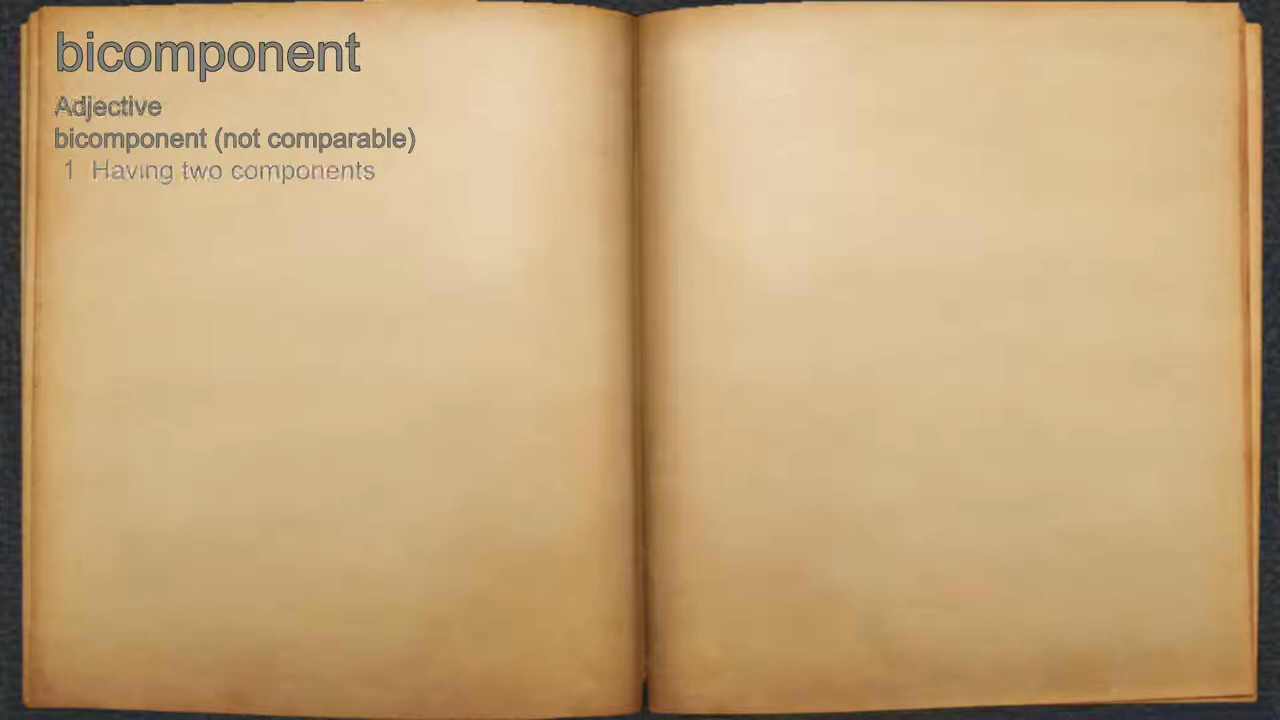 bicomponent
Adjective
bicomponent (not comparable)
1 Having two components